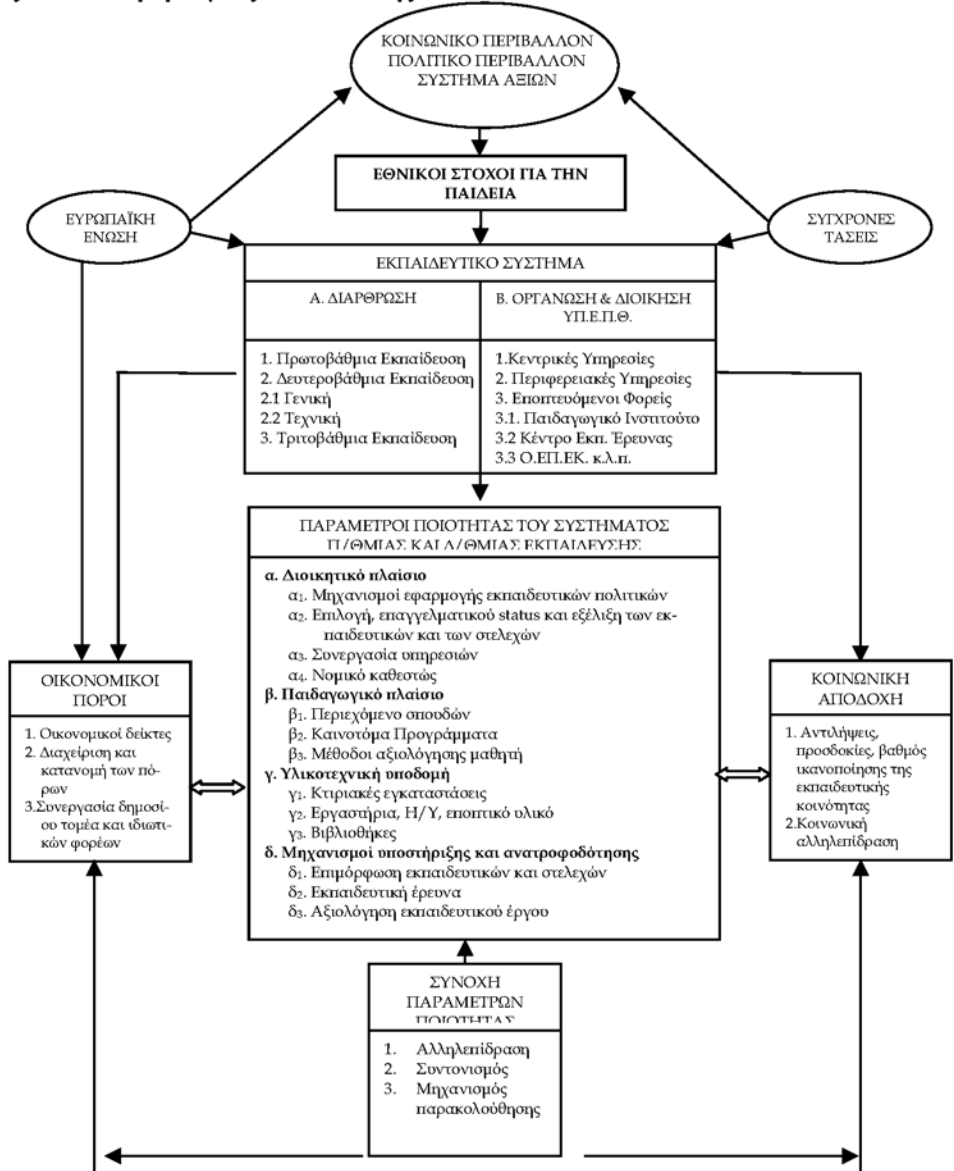 ΚΟΙΝΩΝΙΚΟ ΠΕΡΙΒΑΛΛΟΝ
ΠΟΛΙΤΙΚΟ ΠΕΡΙΒΑΛΛΟΝ
ΣΥΣΤΗΜΑ ΑΞΙΩΝ
ΕΘΝΙΚΟΙ ΣΤΟΧΟΙ ΓΙΑ ΤΗΝ
ΠΑΙΔΕΙΑ
ΕΥΡΩΠΑΪΚΗ
ΕΝΩΣΗ
ΣΥΓΧΡΟΝΕΣ
ΤΑΣΕΙΣ
ΕΚΠΑΙΔΕΥΤΙΚΟ ΣΥΣΤΗΜΑ
Α. ΔΙΑΡΘΡΩΣΗ
Β. ΟΡΓΑΝΩΣΗ & ΔΙΟΙΚΗΣΗ
ΥΠ.Ε.Π.Θ.
1. Πρωτοβάθμια Εκπαίδευση
2. Δευτεροβάθμια Εκπαίδευση
2.1 Γενική
2.2 Τεχνική
3. Τριτοβάθμια Εκπαίδευση
1.Κεντρικές Υπηρεσίες
2. Περιφερειακές Υπηρεσίες
3. Εποπτευόμενοι Φορείς
3.1. Παιδαγωγικό Ινστιτούτο
3.2 Κέντρο Εκπ. Έρευνας
3.3 Ο.ΕΠ.ΕΚ. κ.λ.π.
ΠΑΡΑΜΕΤΡΟΙ ΠΟΙΟΤΗΤΑΣ ΤΟΥ ΣΥΣΤΗΜΑΤΟΣ
Π/ΘΜΙΑΣ ΚΑΙ Δ/ΘΜΙΑΣ ΕΚΠΑΙΔΕΥΣΗΣ
α. Διοικητικό πλαίσιο
α1. Μηχανισμοί εφαρμογής εκπαιδευτικών πολιτικών
α2. Επιλογή, επαγγελματικού status και εξέλιξη των εκ-
παιδευτικών και των στελεχών
α3. Συνεργασία υπηρεσιών
α4. Νομικό καθεστώς
β. Παιδαγωγικό πλαίσιο
β1. Περιεχόμενο σπουδών
β2. Καινοτόμα Προγράμματα
β3. Μέθοδοι αξιολόγησης μαθητή
γ. Υλικοτεχνική υποδομή
γ1. Κτιριακές εγκαταστάσεις
γ2. Εργαστήρια, Η/Υ, εποπτικό υλικό
γ3. Βιβλιοθήκες
δ. Μηχανισμοί υποστήριξης και ανατροφοδότησης
δ1. Επιμόρφωση εκπαιδευτικών και στελεχών
δ2. Εκπαιδευτική έρευνα
δ3. Αξιολόγηση εκπαιδευτικού έργου
ΟΙΚΟΝΟΜΙΚΟΙ
ΠΟΡΟΙ
1. Οικονομικοί δείκτες
2. Διαχείριση και
κατανομή των πό-
ρων
3.Συνεργασία δημοσί-
ου τομέα και ιδιωτι-
κών φορέων
ΚΟΙΝΩΝΙΚΗ
ΑΠΟΔΟΧΗ
1. Αντιλήψεις,
προσδοκίες, βαθμός
ικανοποίησης της
εκπαιδευτικής
κοινότητας
2.Κοινωνική
αλληλεπίδραση
ΣΥΝΟΧΗ
ΠΑΡΑΜΕΤΡΩΝ
ΠΟΙΟΤΗΤΑΣ
1. Αλληλεπίδραση
2. Συντονισμός
3. Μηχανισμός
παρακολούθησης